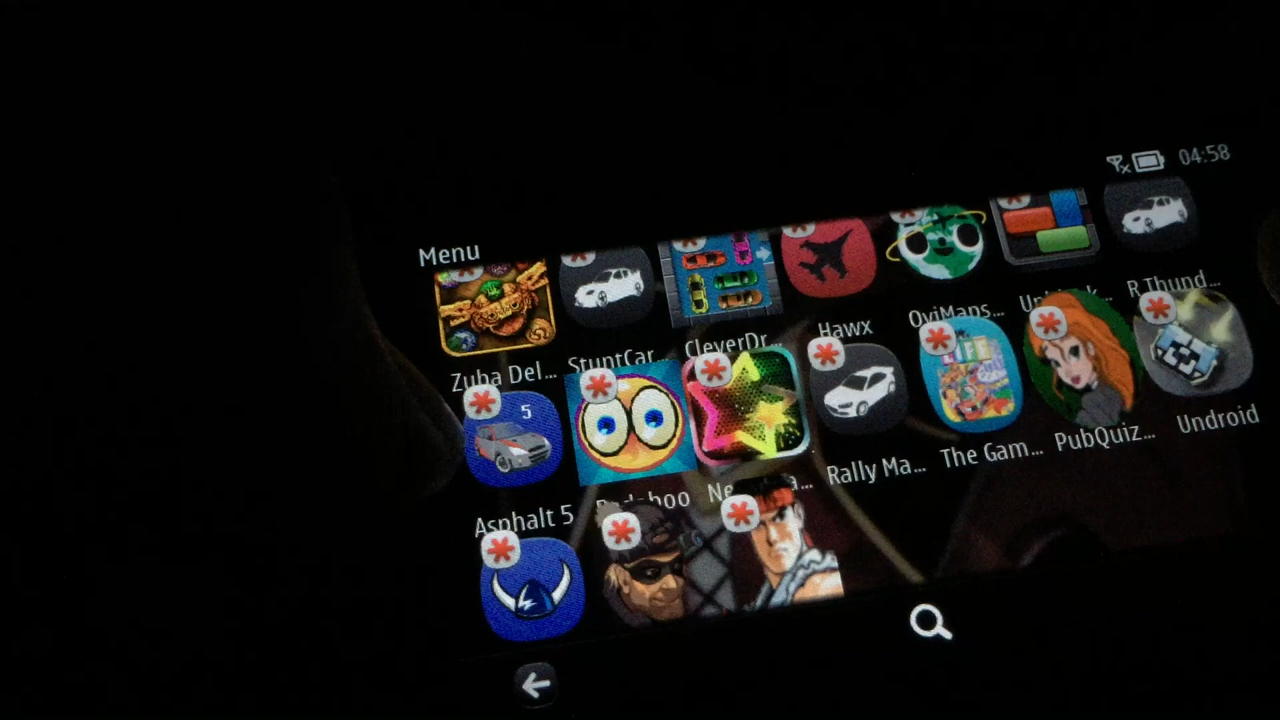 04:58
Menu
Zuba Del...
StuntCar...
CleverDr...
Hawx
OviMaps...
R.Thund...
5
LIFE
Asphalt 5
Rally Ma...
The Gam...
PubQuiz...
Undroid